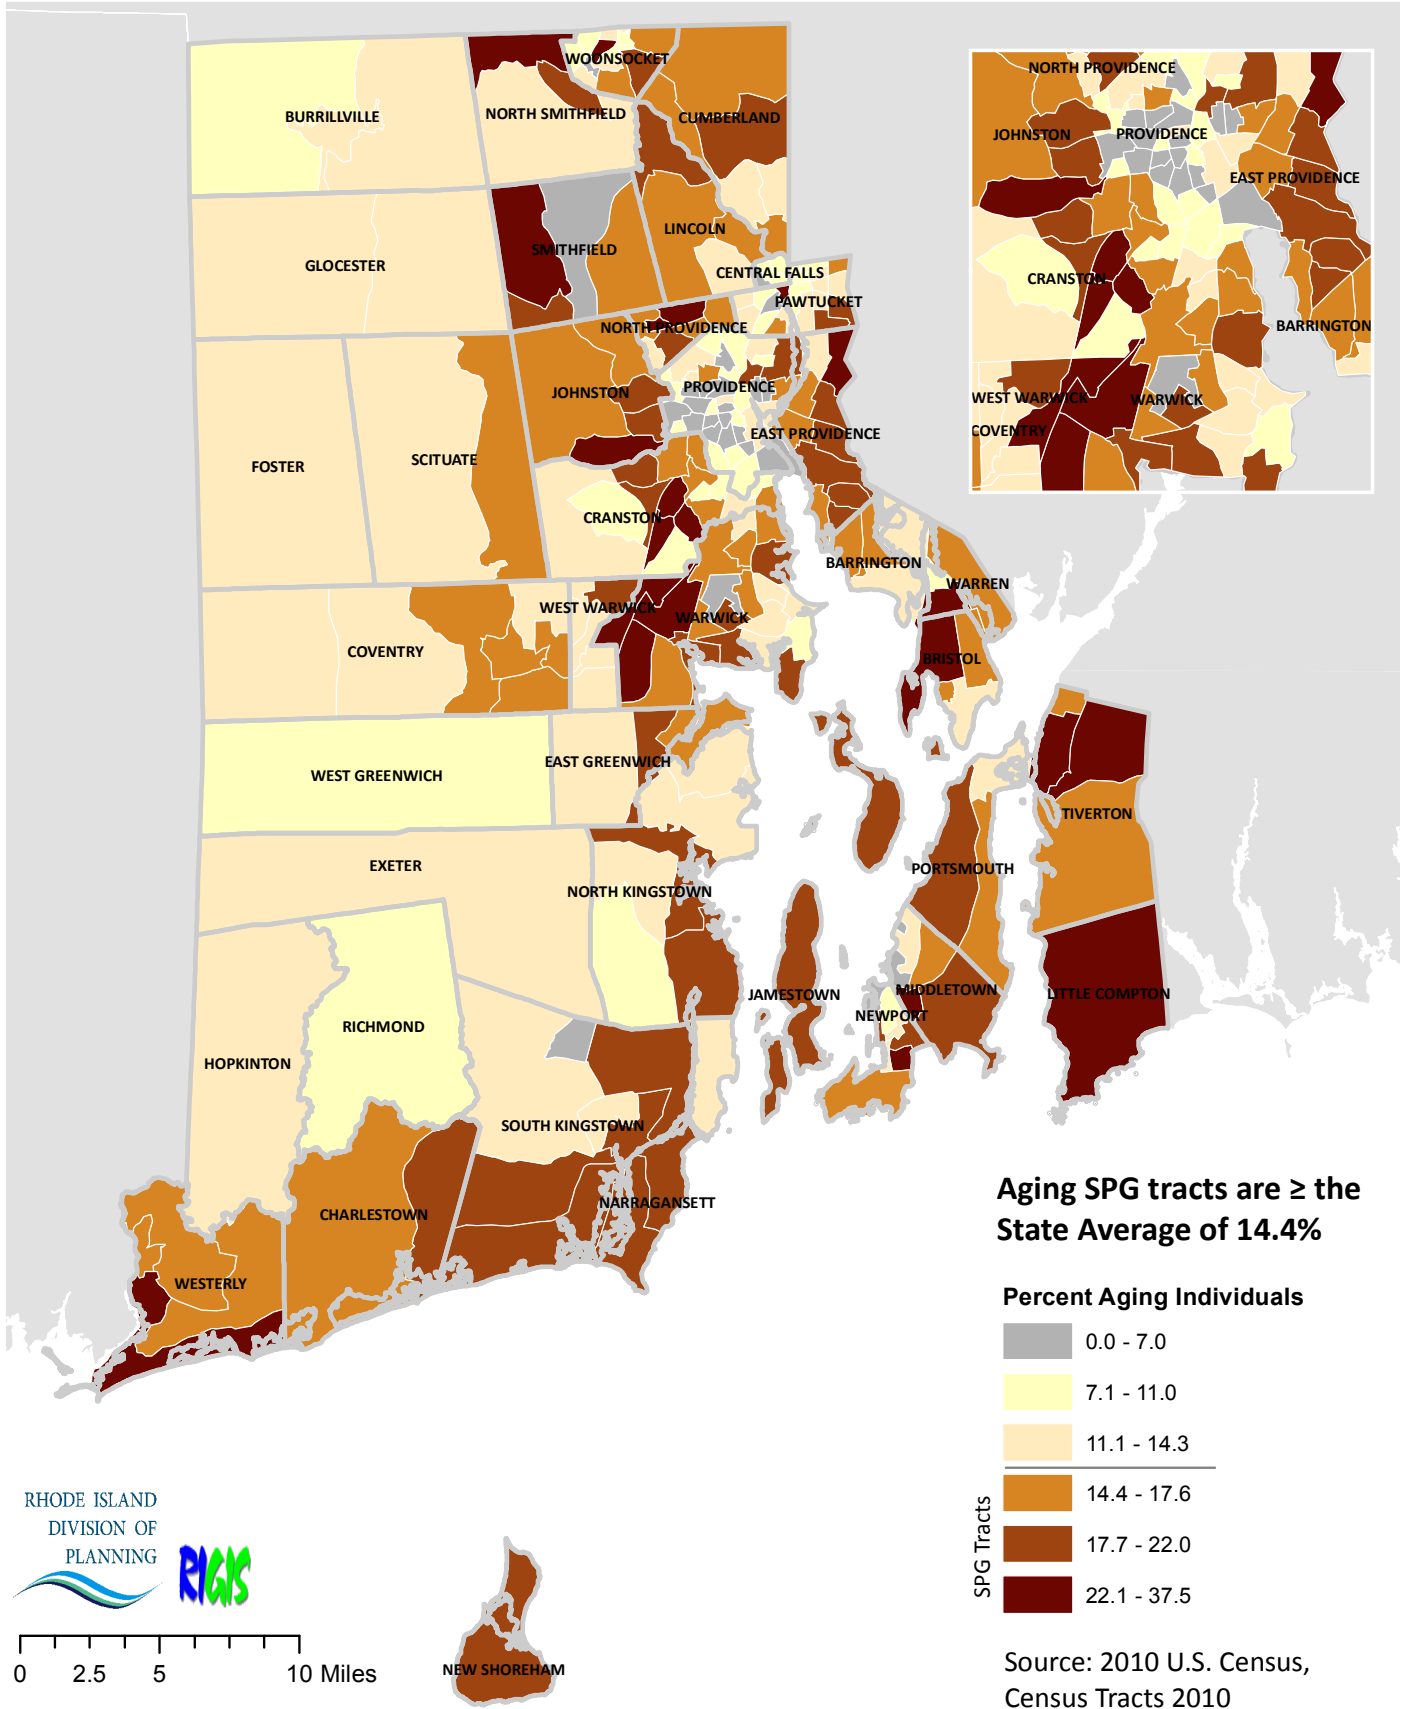 WOONSOCKET
BURRILLVILLE
NORTH SMITHFIELD
CUMBERLAND
SMITHFIELD
LINCOLN
GLOCESTER
CENTRAL FALLS
PAWTUCKET
NORTH PROVIDENCE
JOHNSTON
PROVIDENCE
EAST PROVIDENCE
FOSTER
SCITUATE
CRANSTON
BARRINGTON
WARREN
WEST WARWICK
WARWICK
COVENTRY
BRISTOL
WEST GREENWICH
EAST GREENWICH
TIVERTON
EXETER
PORTSMOUTH
NORTH KINGSTOWN
JAMESTOWN
MIDDLETOWN
LITTLE COMPTON
NEWPORT
RICHMOND
HOPKINTON
SOUTH KINGSTOWN
NARRAGANSETT
CHARLESTOWN
WESTERLY
NEW SHOREHAM
NORTH PROVIDENCE
JOHNSTON
PROVIDENCE
EAST PROVIDENCE
CRANSTON
BARRINGTON
WEST WARWICK
WARWICK
COVENTRY
Aging SPG tracts are ≥ the
State Average of 14.4%
Percent Aging Individuals
0.0 - 7.0
7.1 - 11.0
11.1 - 14.3
14.4 - 17.6
17.7 - 22.0
22.1 - 37.5
SPG Tracts
Source: 2010 U.S. Census,
Census Tracts 2010
RHODE ISLAND
DIVISION OF
PLANNING
RIGIS
0 2.5 5 10 Miles